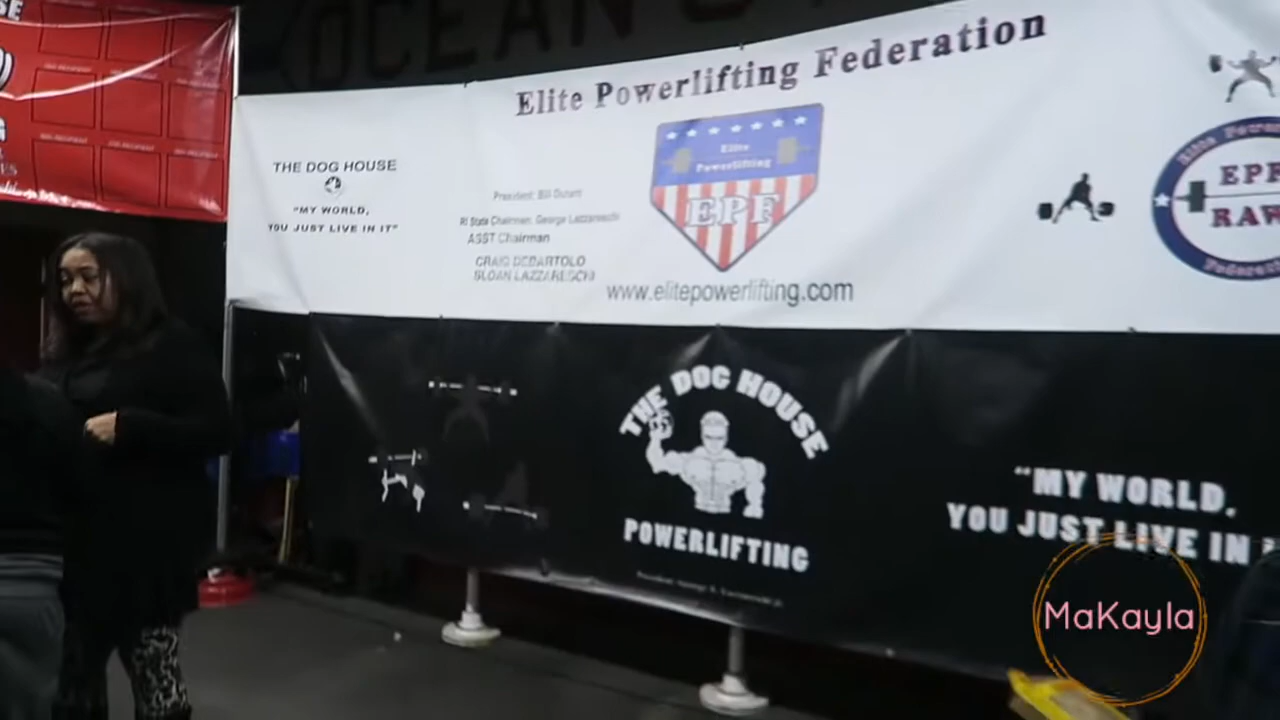 OCEAN
Elite Powerlifting Federation
THE DOG HOUSE
"MY WORLD,
YOU JUST LIVE IN IT"
President: Bill
RI State Chairman: George Lazzareschi
ASST Chairman
CRAIG DEBARTOLO
SLOAN LAZZARESCHI
Elite
Powerlifting
EPF
www.elitepowerlifting.com
EPF
RAW
THE DOG HOUSE
POWERLIFTING
"MY WORLD,
YOU JUST LIVE IN
MaKayla